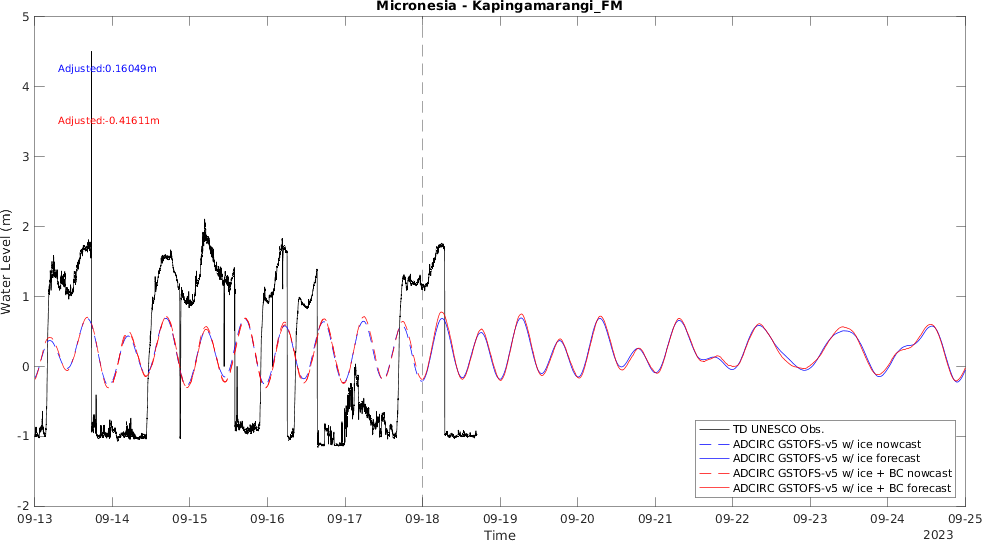 Micronesia - Kapingamarangi_FM
5
4
3
2
1
0
-1
-2
Water Level (m)
Adjusted:0.16049m
Adjusted:-0.41611m
TD UNESCO Obs.
ADCIRC GSTOFS-v5 w/ ice nowcast
ADCIRC GSTOFS-v5 w/ ice forecast
ADCIRC GSTOFS-v5 w/ ice + BC nowcast
ADCIRC GSTOFS-v5 w/ ice + BC forecast
09-13 09-14 09-15 09-16 09-17 09-18 09-19 09-20 09-21 09-22 09-23 09-24 09-25
Time
2023